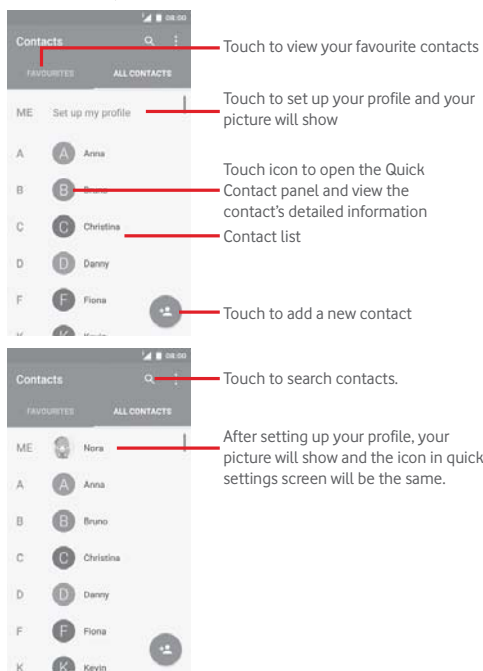 08:00
Contacts
FAVOURITES ALL CONTACTS
Touch to view your favourite contacts
ME Set up my profile
Touch to set up your profile and your
picture will show
A A Anna
B B Bruno
Touch icon to open the Quick
Contact panel and view the
contact's detailed information
C C Christina
Contact list
D D Danny
F F Fiona
Touch to add a new contact
K Kevin
08:00
Contacts
Touch to search contacts.
FAVOURITES ALL CONTACTS
ME Nora
After setting up your profile, your
picture will show and the icon in quick
settings screen will be the same.
A A Anna
B B Bruno
C C Christina
D D Danny
F F Fiona
K K Kevin